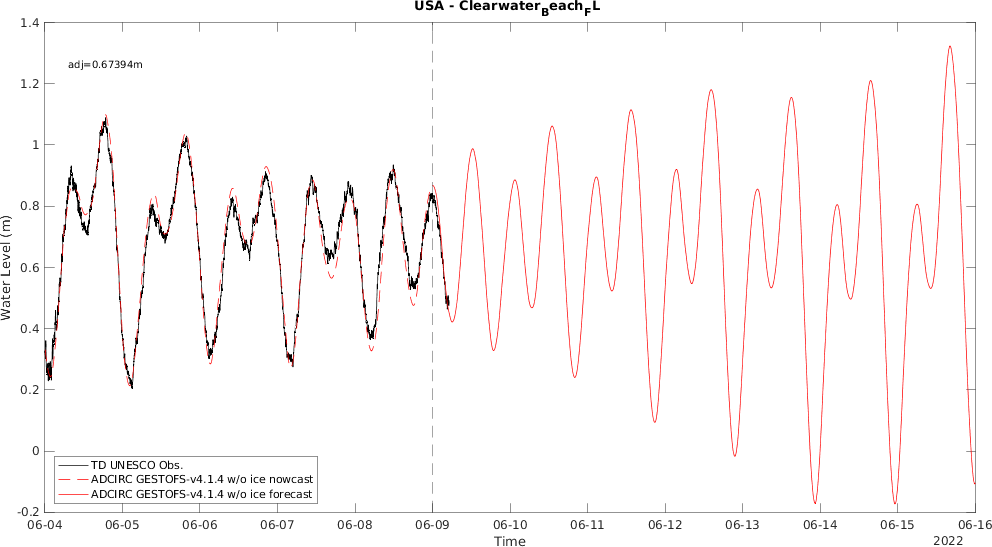 USA - Clearwater_Beach_FL
adj=0.67394m
1.4
1.2
1
0.8
0.6
0.4
0.2
0
-0.2
Water Level (m)
TD UNESCO Obs.
ADCIRC GESTOFS-v4.1.4 w/o ice nowcast
ADCIRC GESTOFS-v4.1.4 w/o ice forecast
06-04 06-05 06-06 06-07 06-08 06-09 06-10 06-11 06-12 06-13 06-14 06-15 06-16
Time
2022